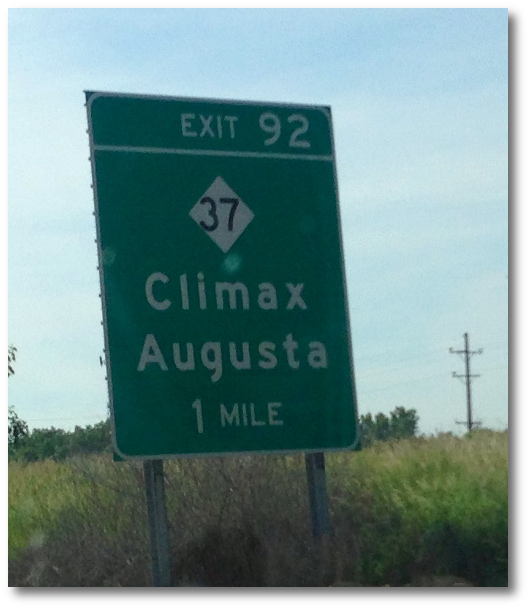 EXIT 92
37
Climax
Augusta
1 MILE